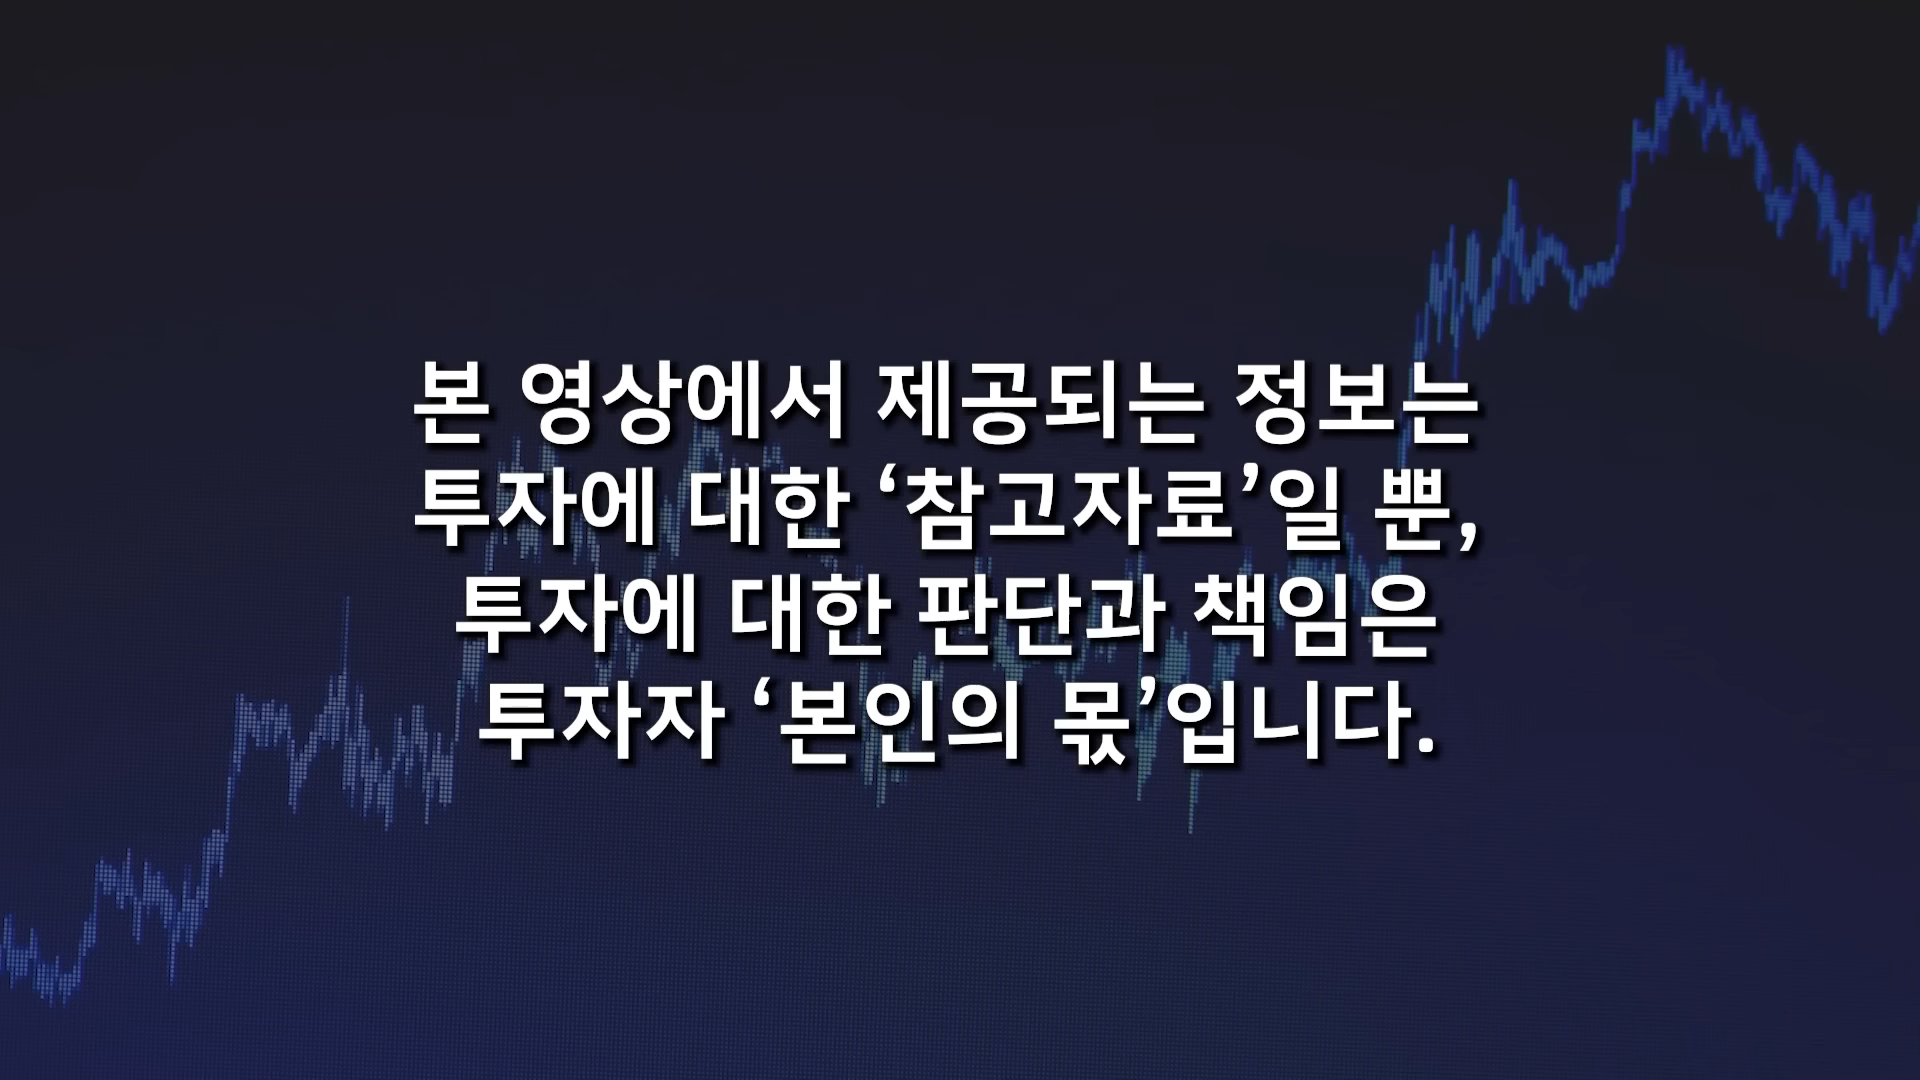 본 영상에서 제공되는 정보는
투자에 대한 ‘참고자료’일 뿐,
투자에 대한 판단과 책임은
투자자 ‘본인의 몫’입니다.